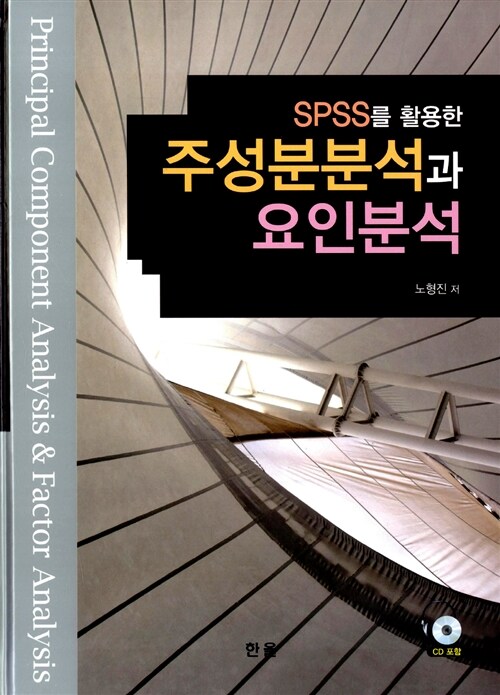 Principal Component Analysis & Factor Analysis
SPSS를 활용한
주성분분석과
요인분석
노형진 저
한올
CD 포함